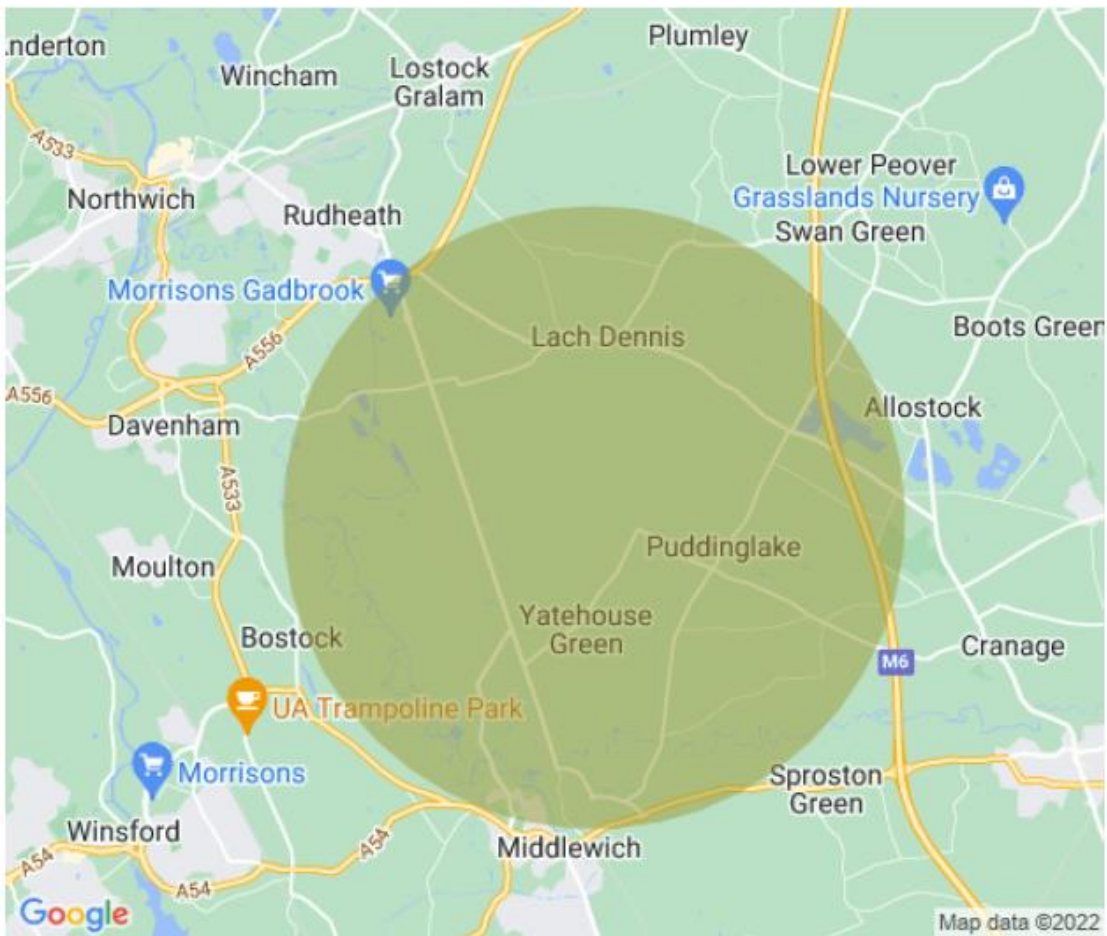 Anderton
Plumley
Wincham
Lostock
Gralam
A533
Lower Peover
Grasslands Nursery
Northwich
Rudheath
Swan Green
Morrisons Gadbrook
Lach Dennis
Boots Green
A556
A556
Allostock
Davenham
A533
Puddinglake
Moulton
Yatehouse
Green
Bostock
Cranage
M6
UA Trampoline Park
Morrisons
Sproston
Green
Winsford
A54
Middlewich
A54
A54
Google
Map data ©2022